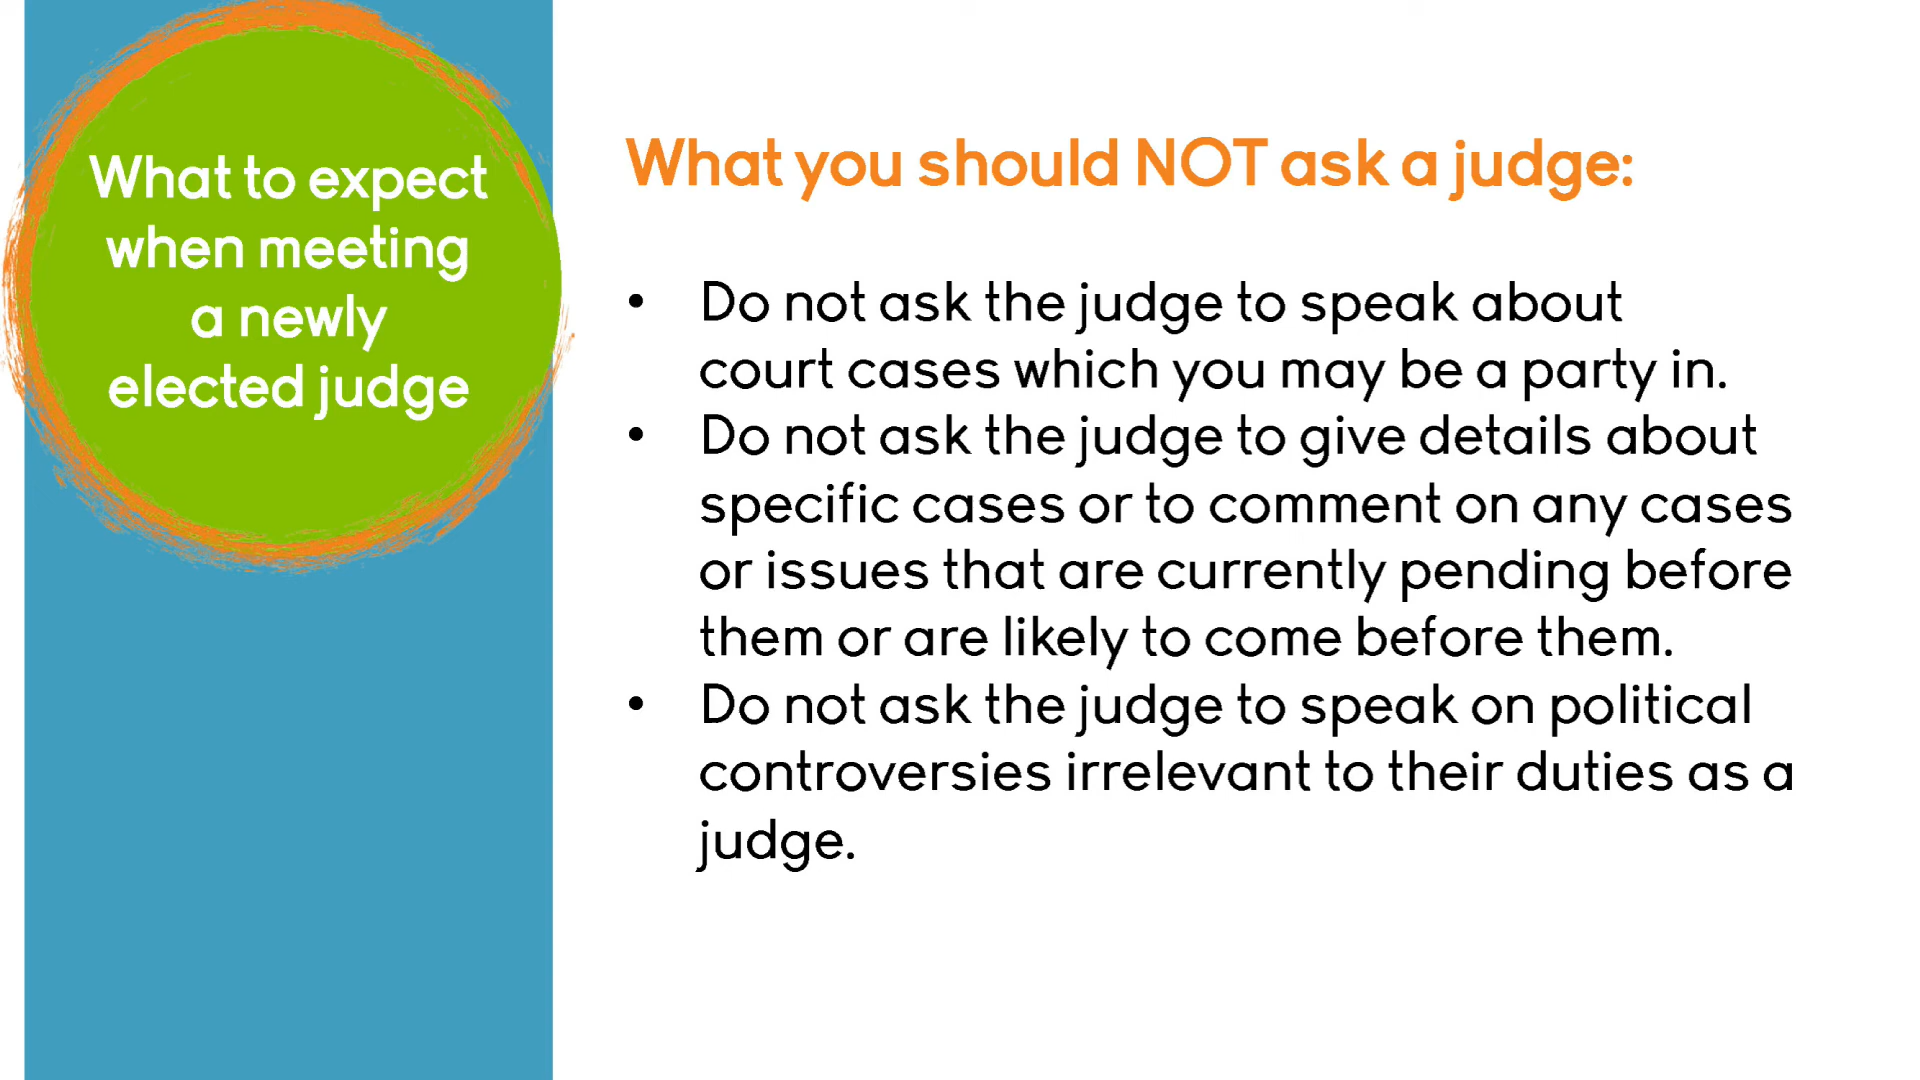 What to expect
when meeting
a newly
elected judge
What you should NOT ask a judge:
• Do not ask the judge to speak about
court cases which you may be a party in.
• Do not ask the judge to give details about
specific cases or to comment on any cases
or issues that are currently pending before
them or are likely to come before them.
• Do not ask the judge to speak on political
controversies irrelevant to their duties as a
judge.